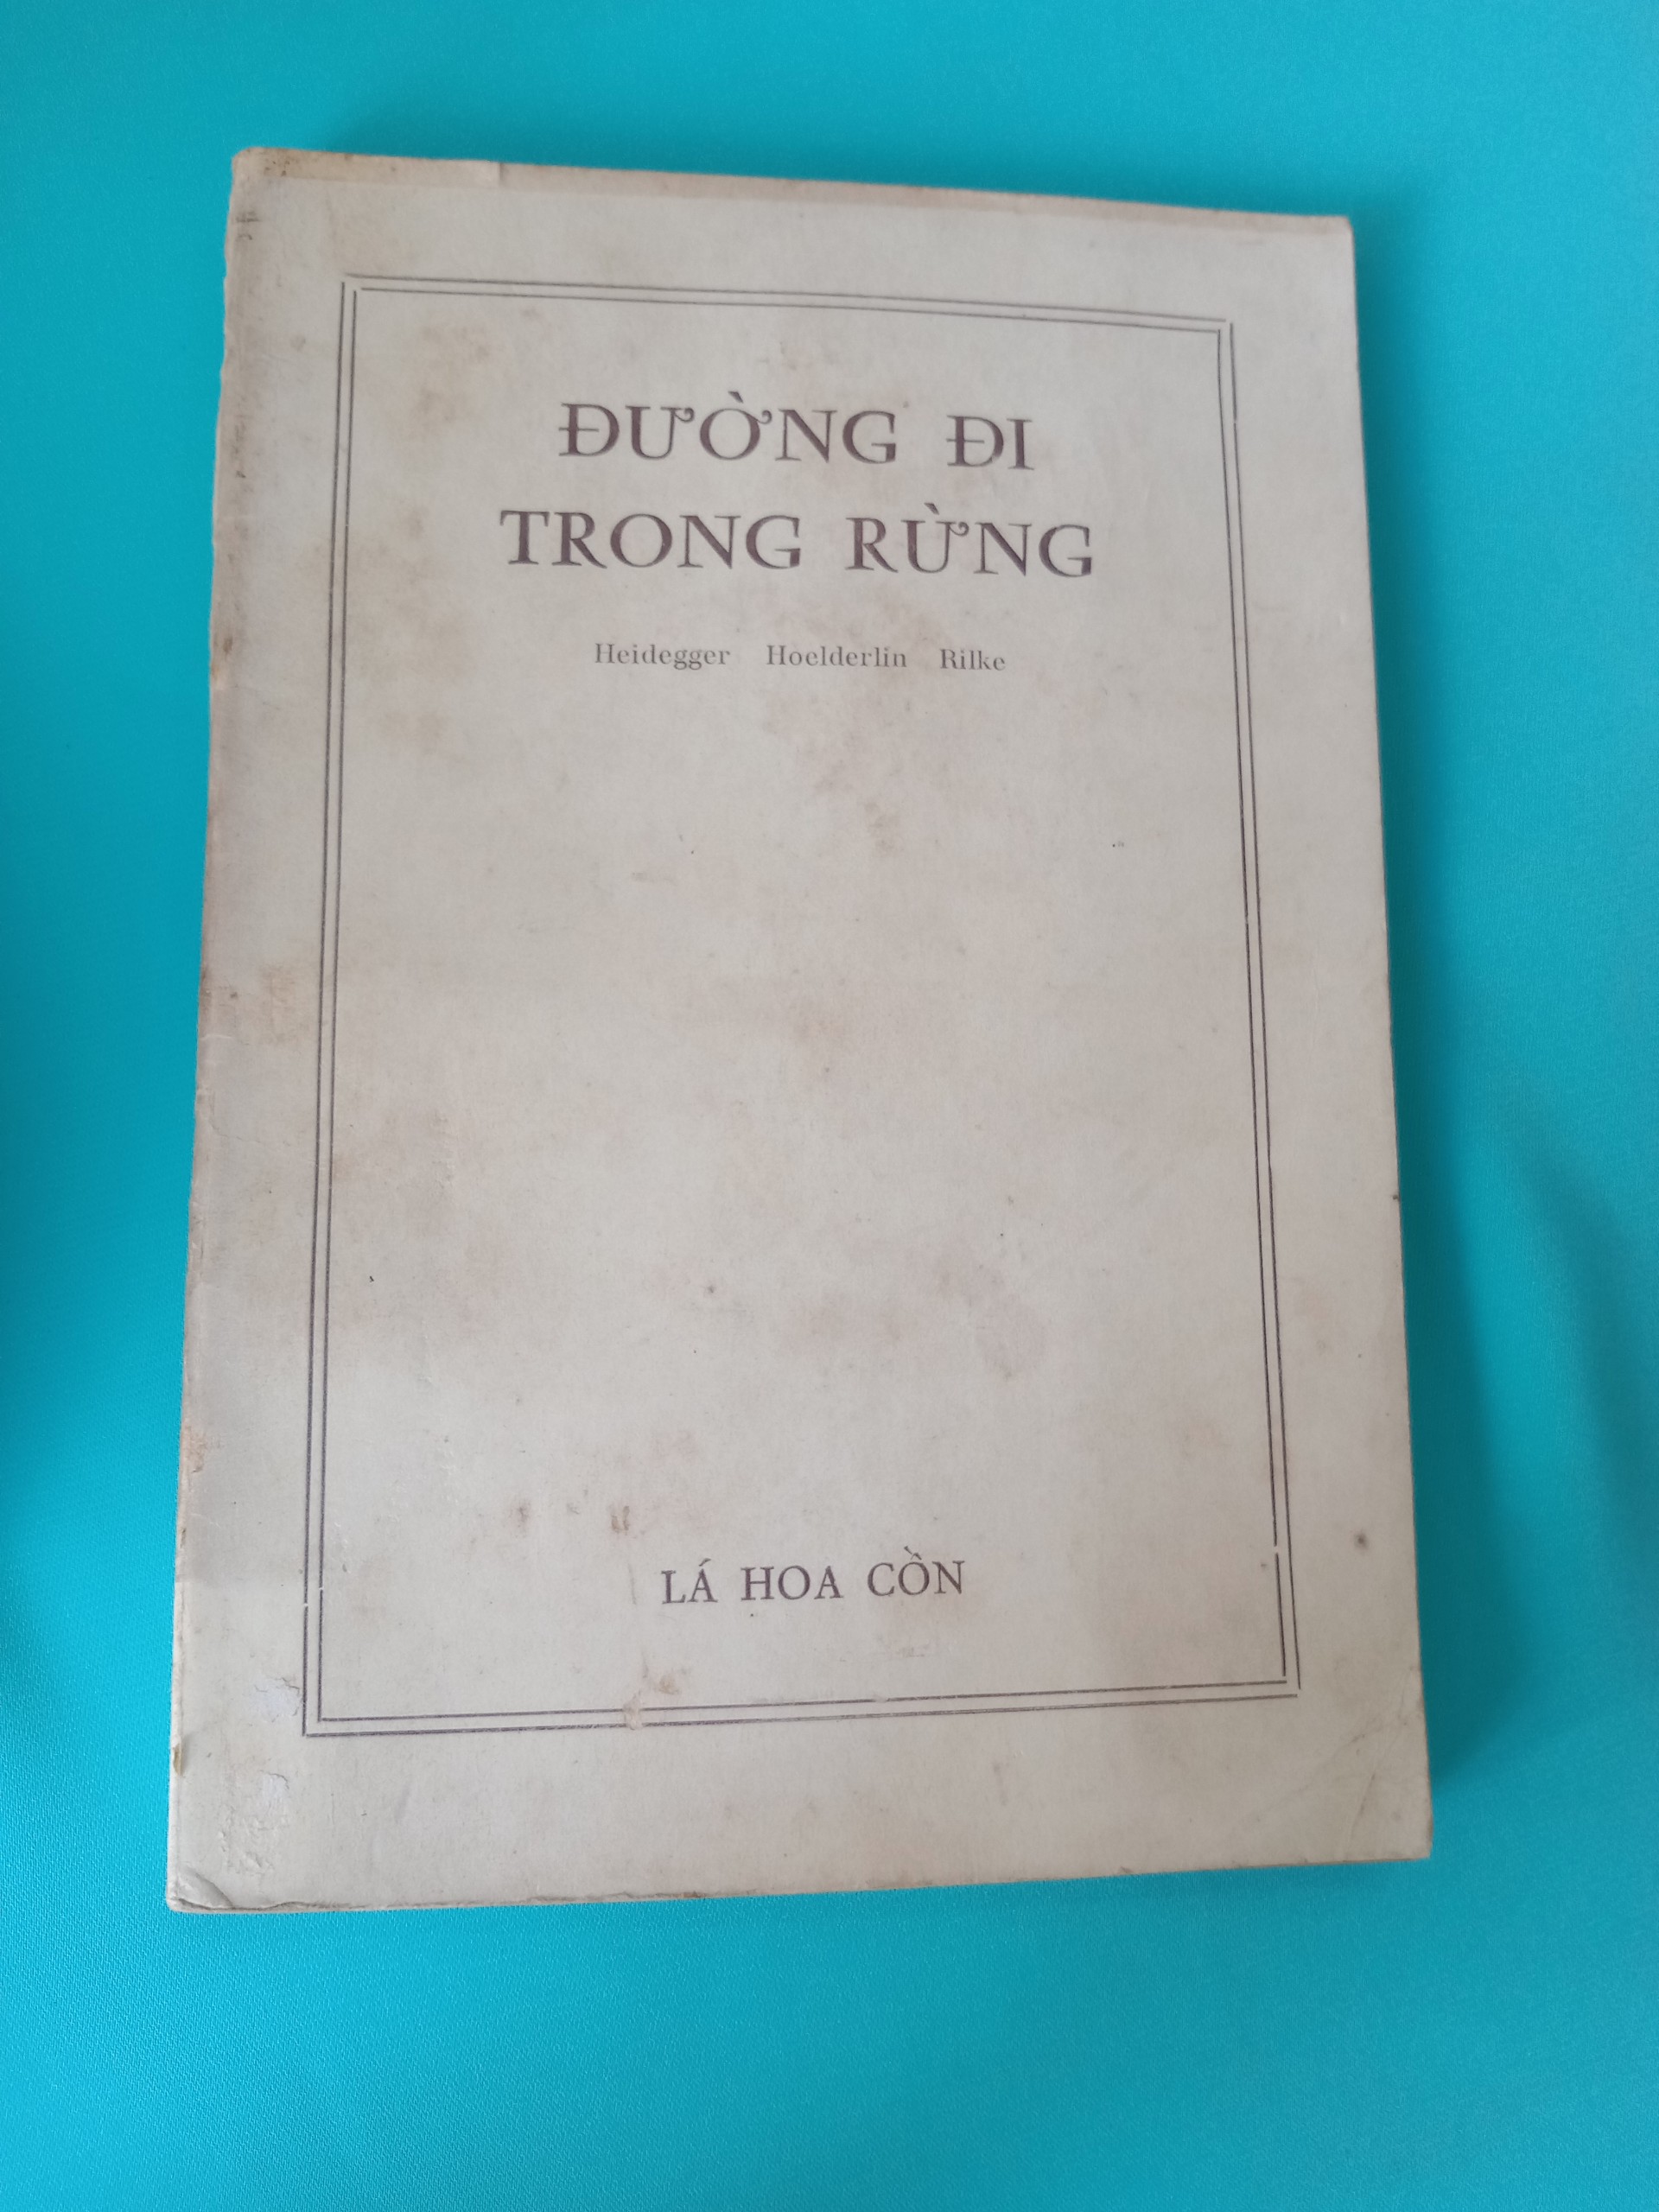 ĐƯỜNG ĐI
TRONG RỪNG
Heidegger Hoelderlin Rilke
LÁ HOA CỒN